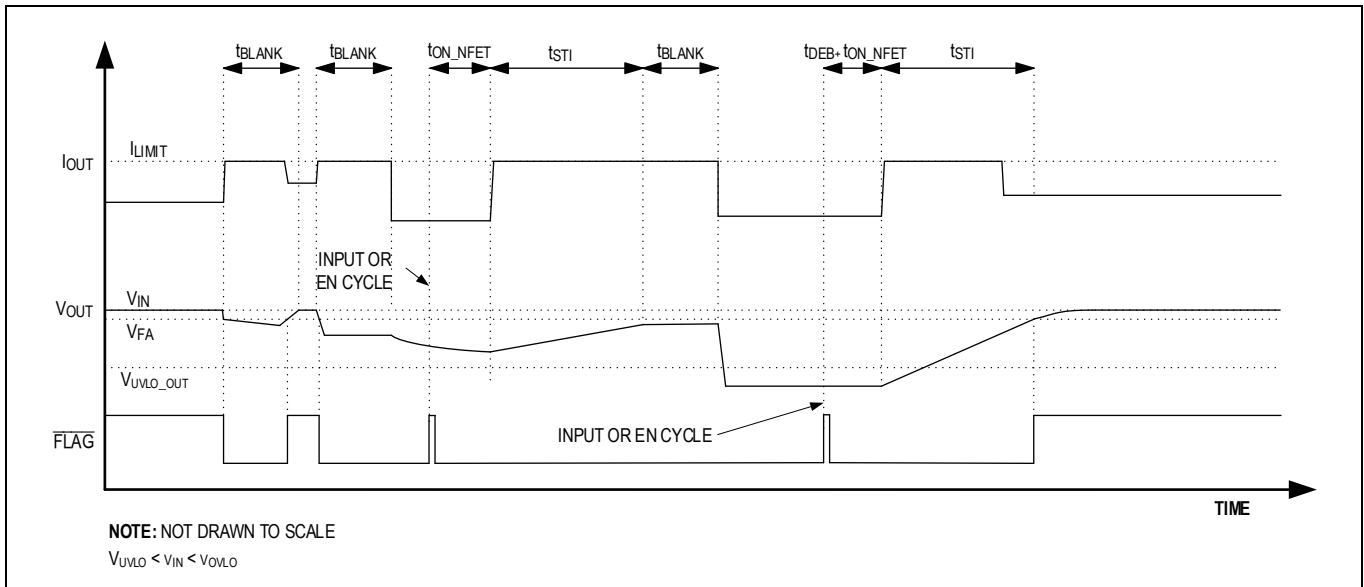 tBLANK tBLANK tON_NFET tSTI tBLANK tDEB+ tON_NFET tSTI
ILIMIT
IOUT
INPUT OR
EN CYCLE
VIN
VOUT
VFA
VUVLO_OUT
FLAG
INPUT OR EN CYCLE
TIME
NOTE: NOT DRAWN TO SCALE
VUVLO < VIN < VOVLO